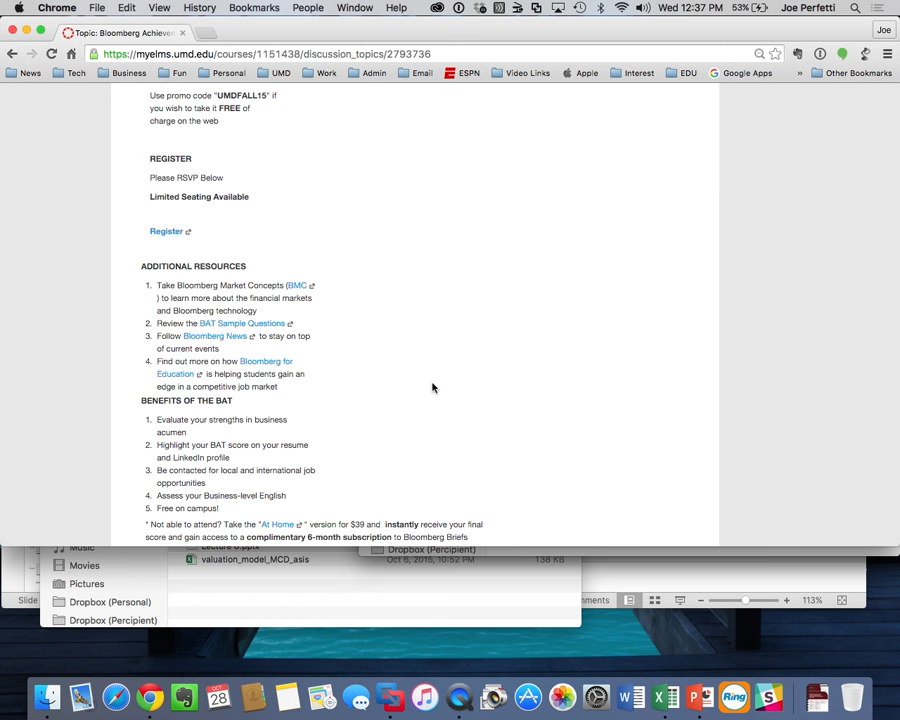 Chrome File Edit View History Bookmarks People Window Help Wed 12:37 PM 53% Joe Perfetti
Topic: Bloomberg Achieve Joe
https://myelms.umd.edu/courses/1151438/discussion_topics/2793736
News Tech Business Fun Personal UMD Work Admin Email ESPN Video Links Apple Interest EDU Google Apps » Other Bookmarks
Use promo code "UMDFALL15" if
you wish to take it FREE of
charge on the web
REGISTER
Please RSVP Below
Limited Seating Available
Register
ADDITIONAL RESOURCES
1. Take Bloomberg Market Concepts (BMC
) to learn more about the financial markets
and Bloomberg technology
2. Review the BAT Sample Questions
3. Follow Bloomberg News to stay on top
of current events
4. Find out more on how Bloomberg for
Education is helping students gain an
edge in a competitive job market
BENEFITS OF THE BAT
1. Evaluate your strengths in business
acumen
2. Highlight your BAT score on your resume
and LinkedIn profile
3. Be contacted for local and international job
opportunities
4. Assess your Business-level English
5. Free on campus!
* Not able to attend? Take the "At Home " version for $39 and instantly receive your final
score and gain access to a complimentary 6-month subscription to Bloomberg Briefs
Music Dropbox (Percipient)
Movies valuation_model_MCD_asis Oct 6, 2015, 10:52 PM 138 KB
Pictures
Slide Dropbox (Personal) mments 113%
Dropbox (Percipient)
OCT
28
Ring